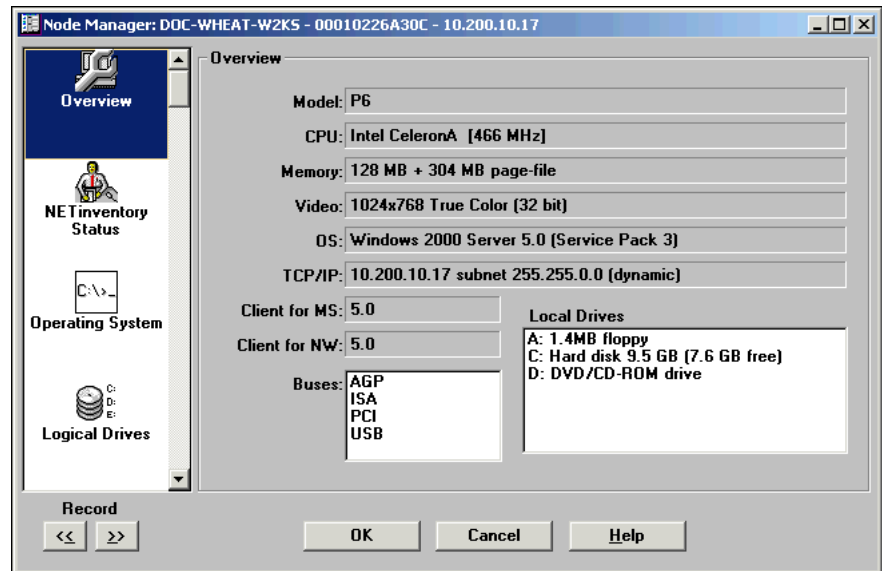 Node Manager: DOC-WHEAT-W2KS - 00010226A30C - 10.200.10.17
Overview
NETinventory
Status
C:\>_
Operating System
C:
D:
E:
Logical Drives
Overview
Model: P6
CPU: Intel CeleronA [466 MHz]
Memory: 128 MB + 304 MB page-file
Video: 1024x768 True Color (32 bit)
OS: Windows 2000 Server 5.0 (Service Pack 3)
TCP/IP: 10.200.10.17 subnet 255.255.0.0 (dynamic)
Client for MS: 5.0
Client for NW: 5.0
Buses: AGP
ISA
PCI
USB
Local Drives
A: 1.4MB floppy
C: Hard disk 9.5 GB (7.6 GB free)
D: DVD/CD-ROM drive
Record
<< >>
OK Cancel Help